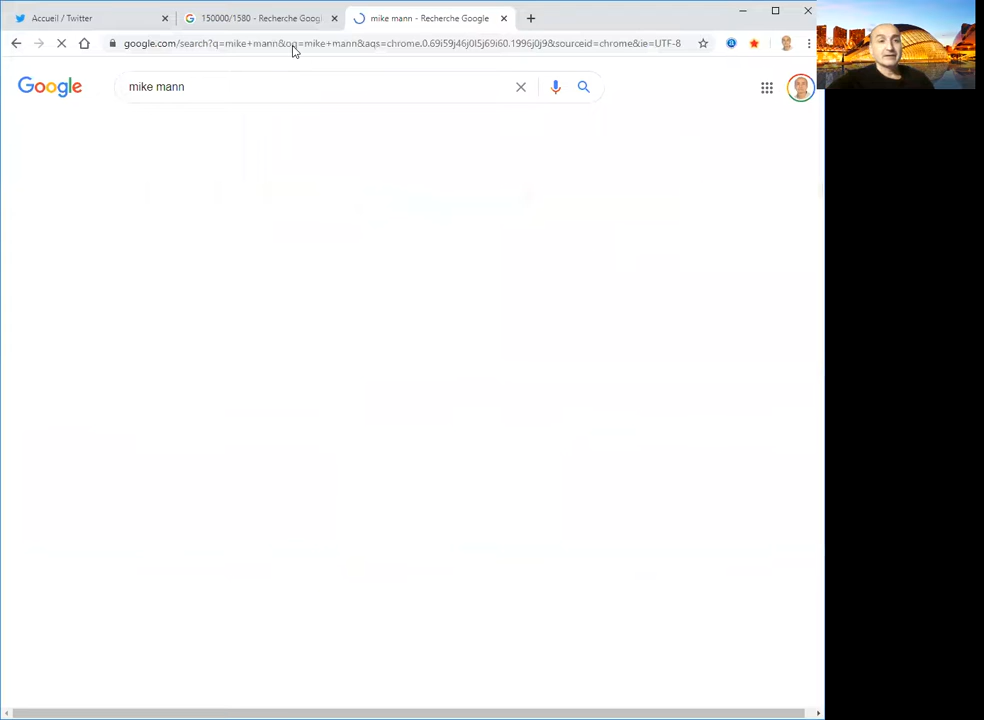 Accueil / Twitter
150000/1580 - Recherche Googl
mike mann - Recherche Google
google.com/search?q=mike+mann&oq=mike+mann&aqs=chrome.0.69i59j46j0l5j69i60.1996j0j9&sourceid=chrome&ie=UTF-8
Google
mike mann